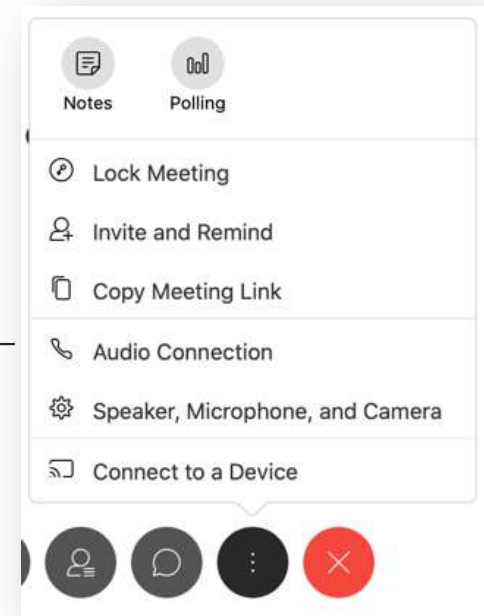 Notes
Polling
Lock Meeting
Invite and Remind
Copy Meeting Link
Audio Connection
Speaker, Microphone, and Camera
Connect to a Device